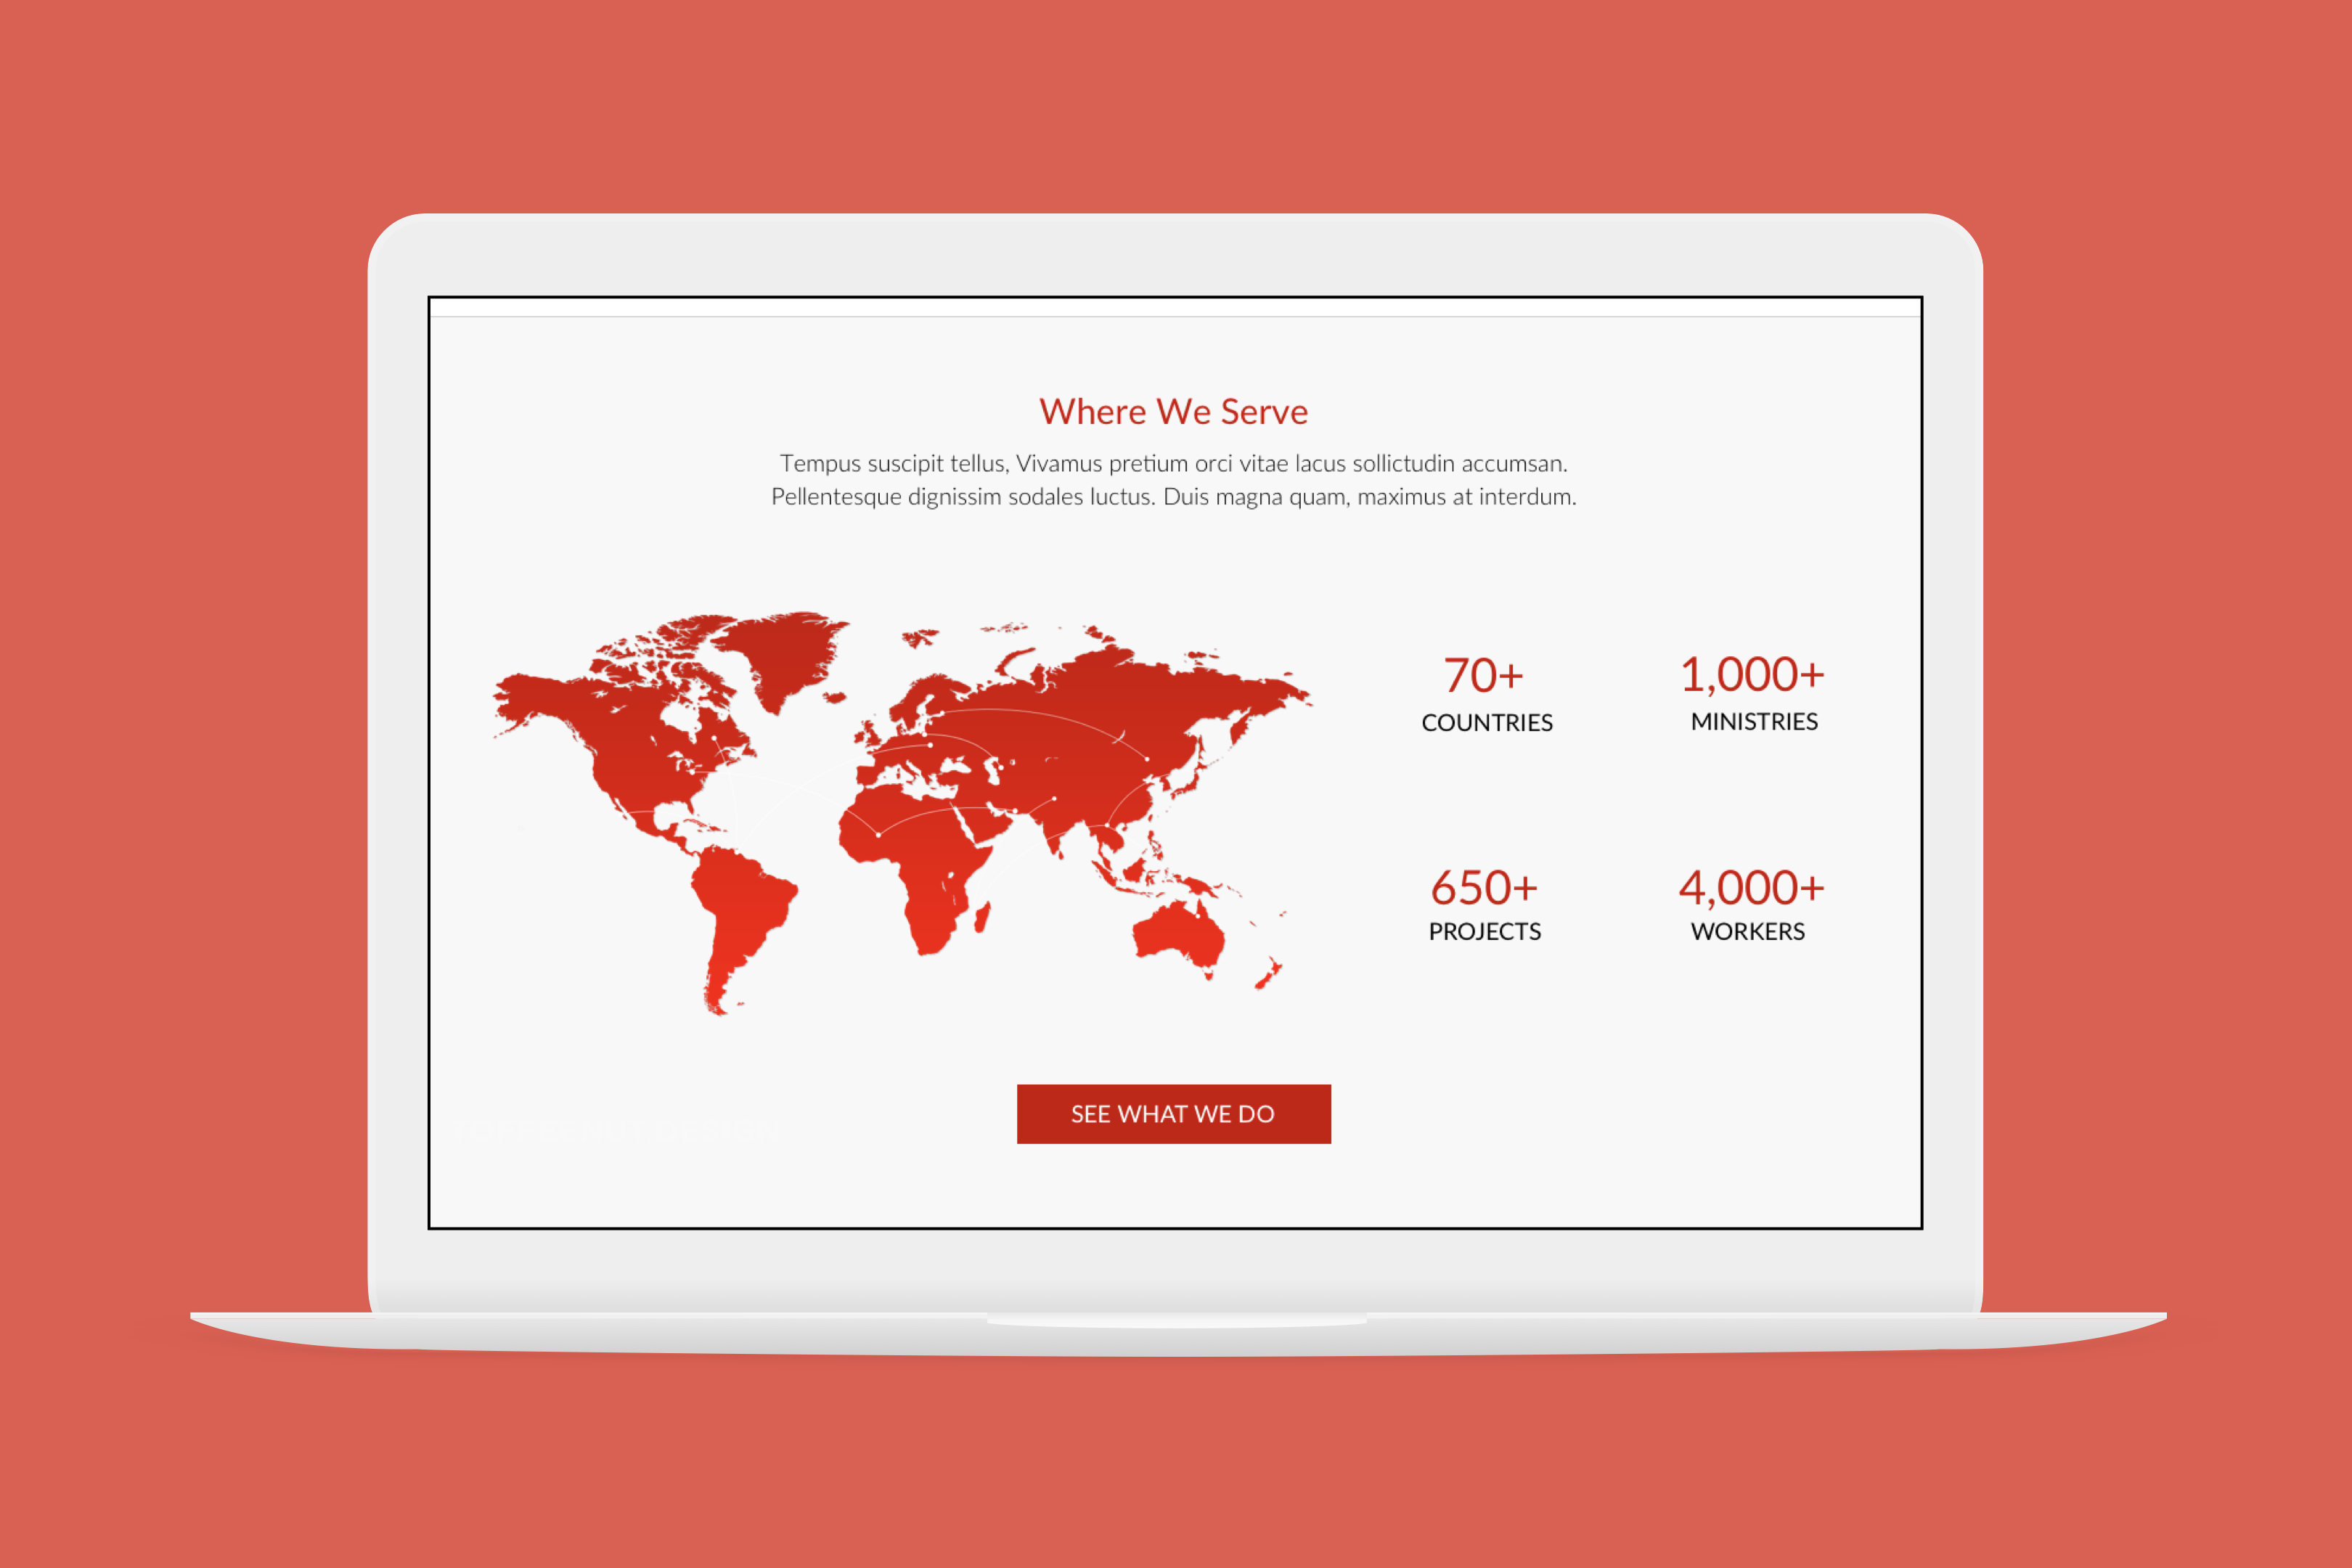 Where We Serve
Tempus suscipit tellus, Vivamus pretium orci vitae lacus sollictudin accumsan.
Pellentesque dignissim sodales luctus. Duis magna quam, maximus at interdum.
70+
COUNTRIES
1,000+
MINISTRIES
650+
PROJECTS
4,000+
WORKERS
SEE WHAT WE DO